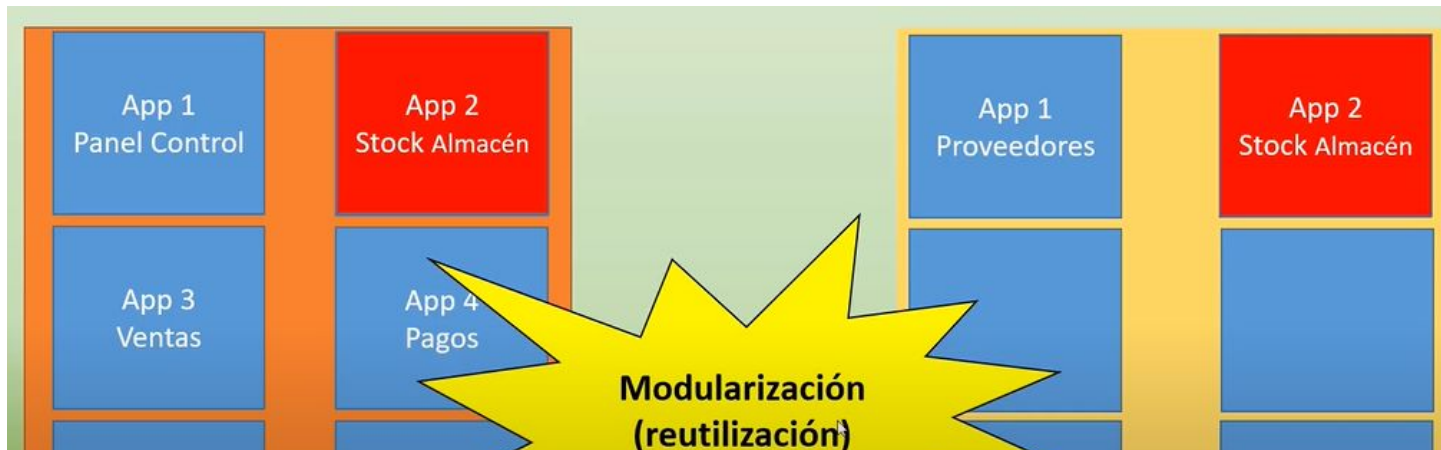 App 1
Panel Control
App 2
Stock Almacén
App 3
Ventas
App 4
Pagos
Modularización
(reutilización)
App 1
Proveedores
App 2
Stock Almacén